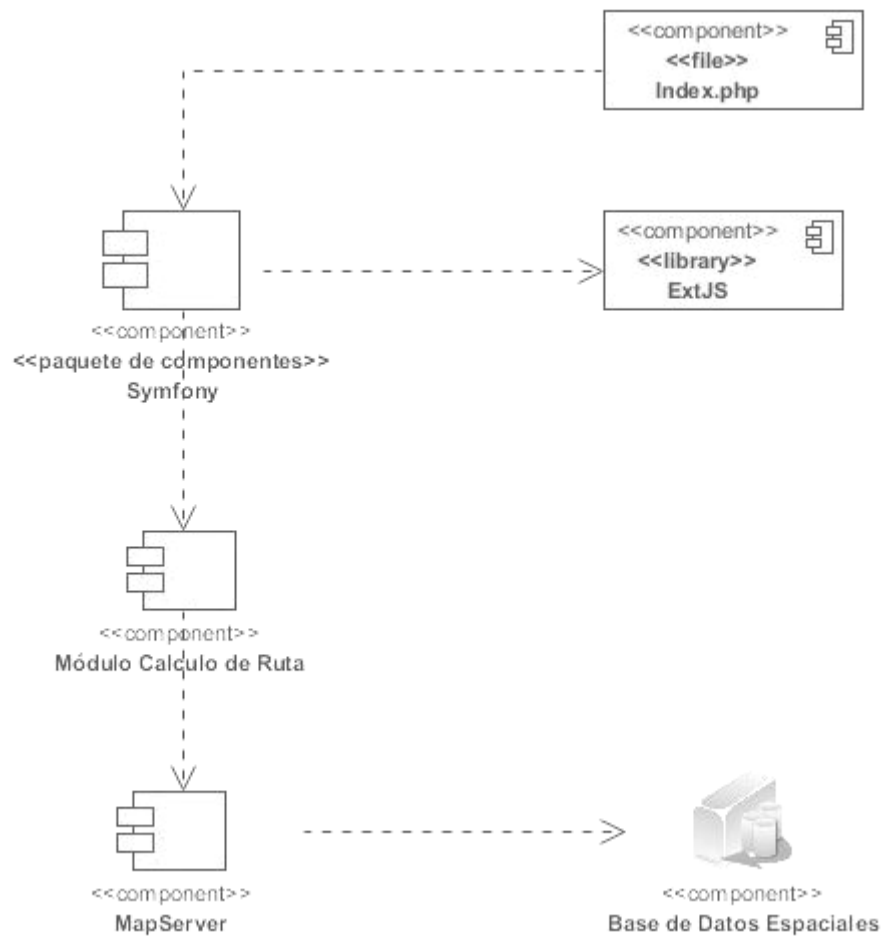 <<component>>
<<file>>
Index.php
<<component>>
<<library>>
ExtJS
<<component>>
<<paquete de componentes>>
Symfony
<<component>>
Módulo Calculo de Ruta
<<component>>
MapServer
<<component>>
Base de Datos Espaciales